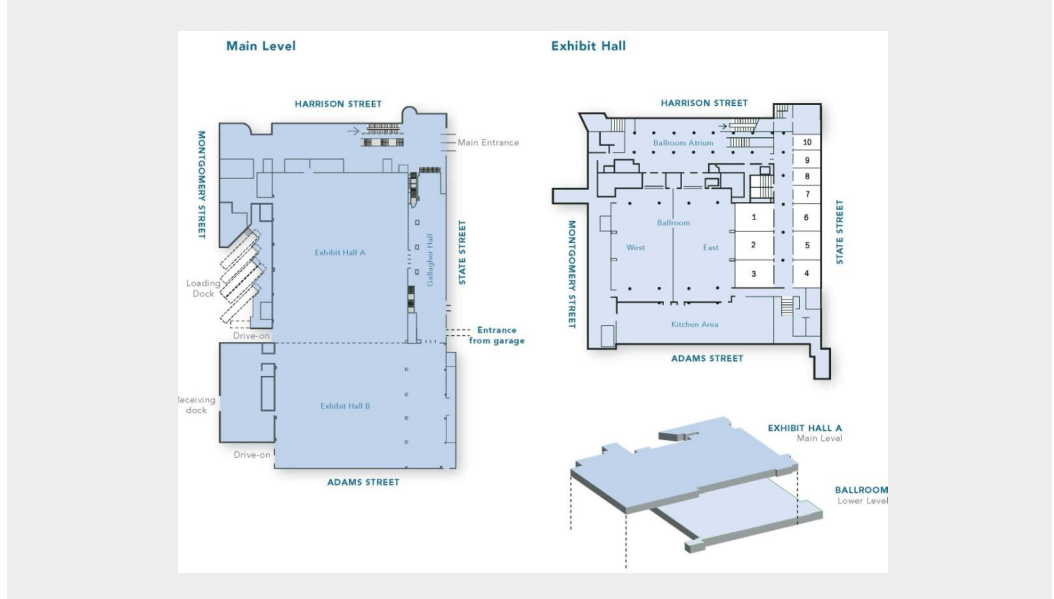 Main Level
HARRISON STREET
MONTGOMERY STREET
Main Entrance
Exhibit Hall A
Gallagher Hall
STATE STREET
Loading
Dock
Drive-on
Entrance
from garage
Receiving
dock
Exhibit Hall B
Drive-on
ADAMS STREET
Exhibit Hall
HARRISON STREET
Ballroom Atrium
10
9
8
7
MONTGOMERY STREET
Ballroom
West
East
1
6
2
5
3
4
STATE STREET
Kitchen Area
ADAMS STREET
EXHIBIT HALL A
Main Level
BALLROOM
Lower Level